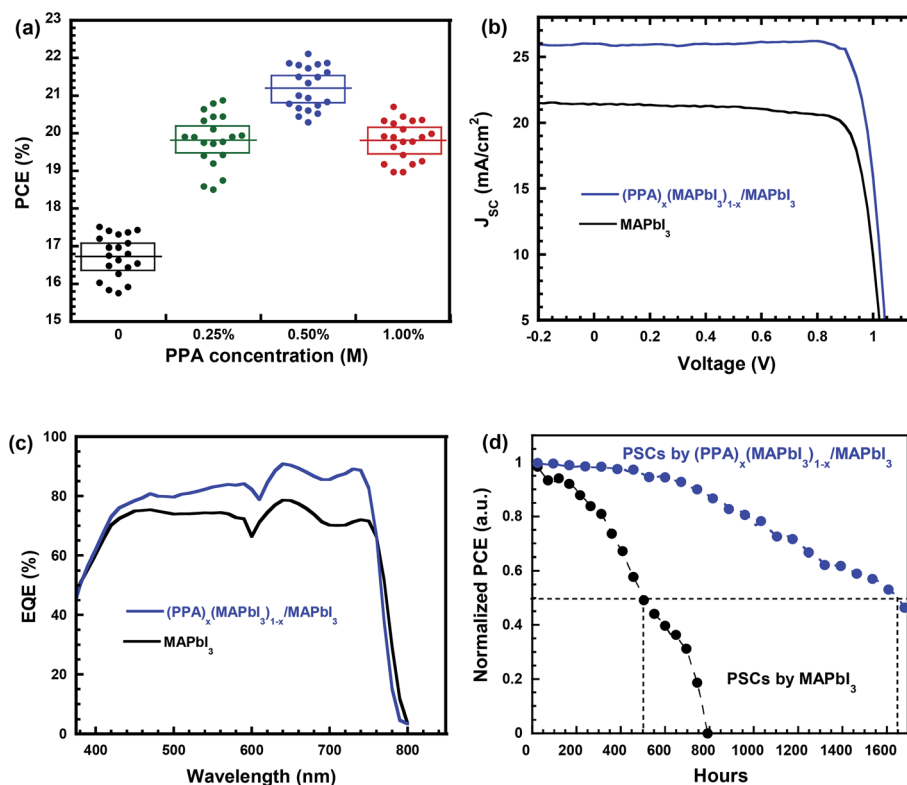 (a)
23
22
21
20
19
18
17
16
15
PCE (%)
0 0.25% 0.50% 1.00%
PPA concentration (M)
(b)
30
25
20
15
10
5
J_SC (mA/cm²)
(PPA)ₓ(MAPbI₃)₁₋ₓ/MAPbI₃
MAPbI₃
-0.2 0 0.2 0.4 0.6 0.8 1
Voltage (V)
(c)
100
80
60
40
20
0
EQE (%)
(PPA)ₓ(MAPbI₃)₁₋ₓ/MAPbI₃
MAPbI₃
400 500 600 700 800
Wavelength (nm)
(d)
PSCs by (PPA)ₓ(MAPbI₃)₁₋ₓ/MAPbI₃
1
0.8
0.6
0.4
0.2
0
Normalized PCE (a.u.)
PSCs by MAPbI₃
0 200 400 600 800 1000 1200 1400 1600
Hours